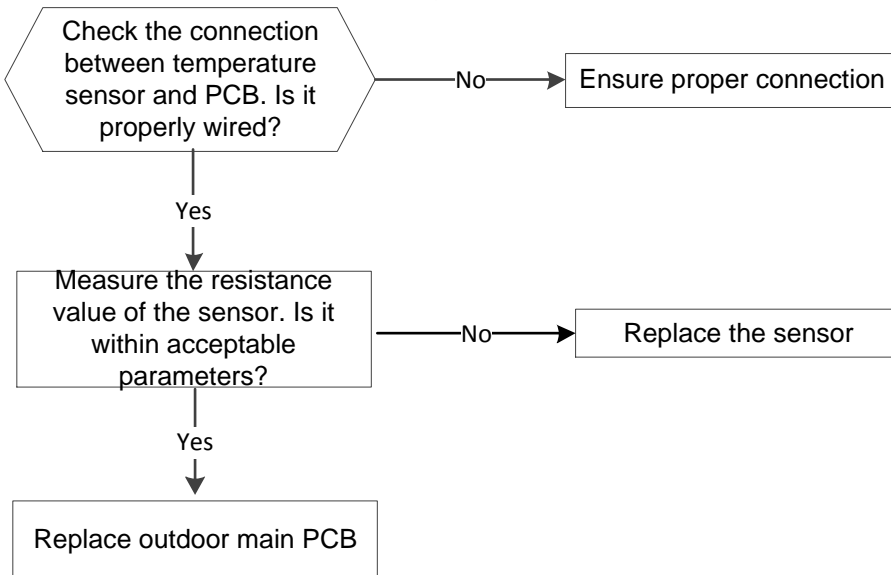 Check the connection
between temperature
sensor and PCB. Is it
properly wired?
No
Ensure proper connection
Yes
Measure the resistance
value of the sensor. Is it
within acceptable
parameters?
No
Replace the sensor
Yes
Replace outdoor main PCB